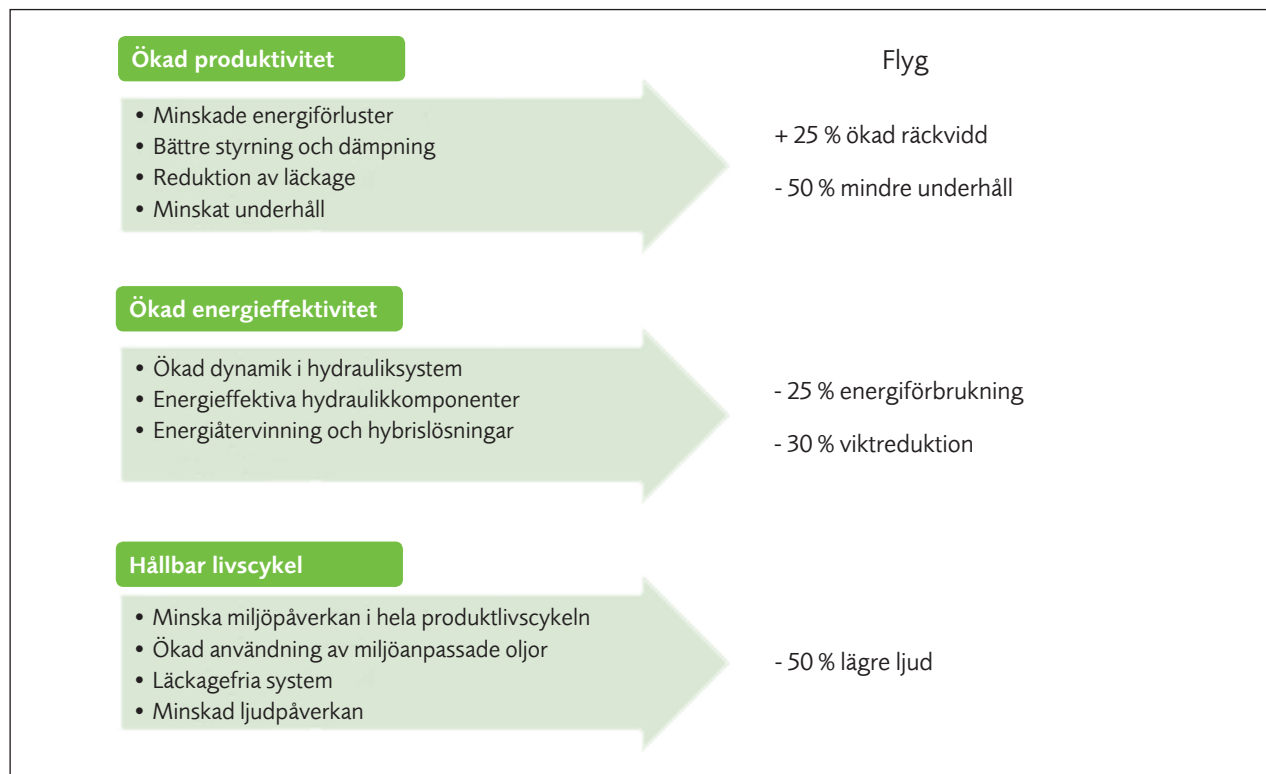 Ökad produktivitet
Flyg
• Minskade energiförluster
• Bättre styrning och dämpning
• Reduktion av läckage
• Minskat underhåll
+ 25 % ökad räckvidd
- 50 % mindre underhåll
Ökad energieffektivitet
• Ökad dynamik i hydrauliksystem
• Energieffektiva hydraulikkomponenter
• Energiåtervinning och hybrislösningar
- 25 % energiförbrukning
- 30 % viktreduktion
Hållbar livscykel
• Minska miljöpåverkan i hela produktlivscykeln
• Ökad användning av miljöanpassade oljor
• Läckagefria system
• Minskad ljudpåverkan
- 50 % lägre ljud